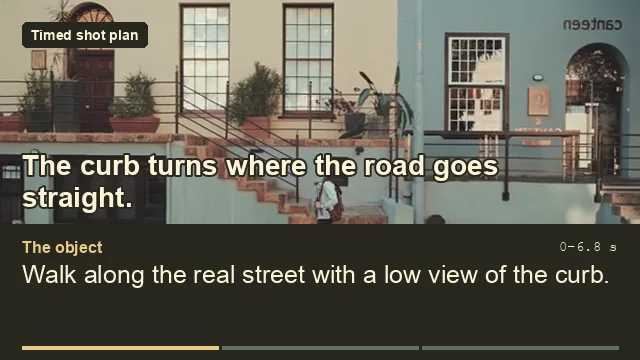 Timed shot plan
canteen
The curb turns where the road goes
straight.
The object
0–6.8 s
Walk along the real street with a low view of the curb.